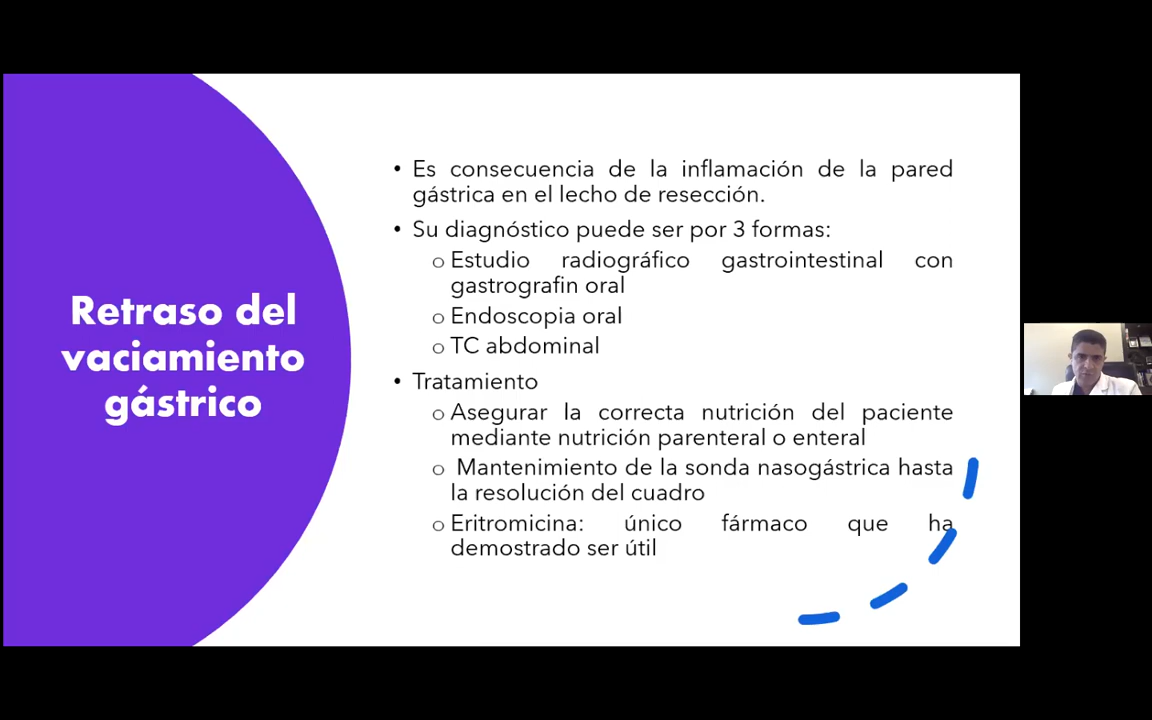 Retraso del
vaciamiento
gástrico
• Es consecuencia de la inflamación de la pared
gástrica en el lecho de resección.
• Su diagnóstico puede ser por 3 formas:
o Estudio radiográfico gastrointestinal con
gastrografin oral
o Endoscopia oral
o TC abdominal
• Tratamiento
o Asegurar la correcta nutrición del paciente
mediante nutrición parenteral o enteral
o Mantenimiento de la sonda nasogástrica hasta
la resolución del cuadro
o Eritromicina: único fármaco que ha
demostrado ser útil